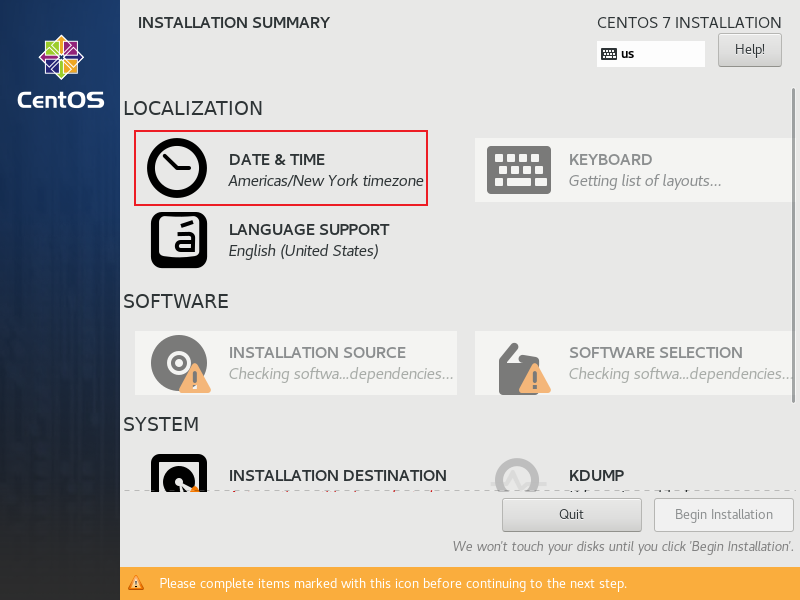 INSTALLATION SUMMARY
CENTOS 7 INSTALLATION
us
Help!
CentOS
LOCALIZATION
DATE & TIME
Americas/New York timezone
KEYBOARD
Getting list of layouts...
á
LANGUAGE SUPPORT
English (United States)
SOFTWARE
INSTALLATION SOURCE
Checking softwa...dependencies...
SOFTWARE SELECTION
Checking softwa...dependencies...
SYSTEM
INSTALLATION DESTINATION
KDUMP
Quit
Begin Installation
We won't touch your disks until you click 'Begin Installation'.
Please complete items marked with this icon before continuing to the next step.